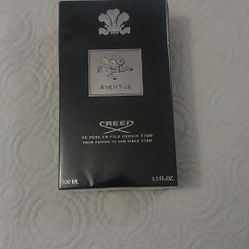 AVENTUS
CREED
DE PÈRE EN FILS DEPUIS 1760
FROM FATHER TO SON SINCE 1760
100 ML 3.3 FL.OZ.